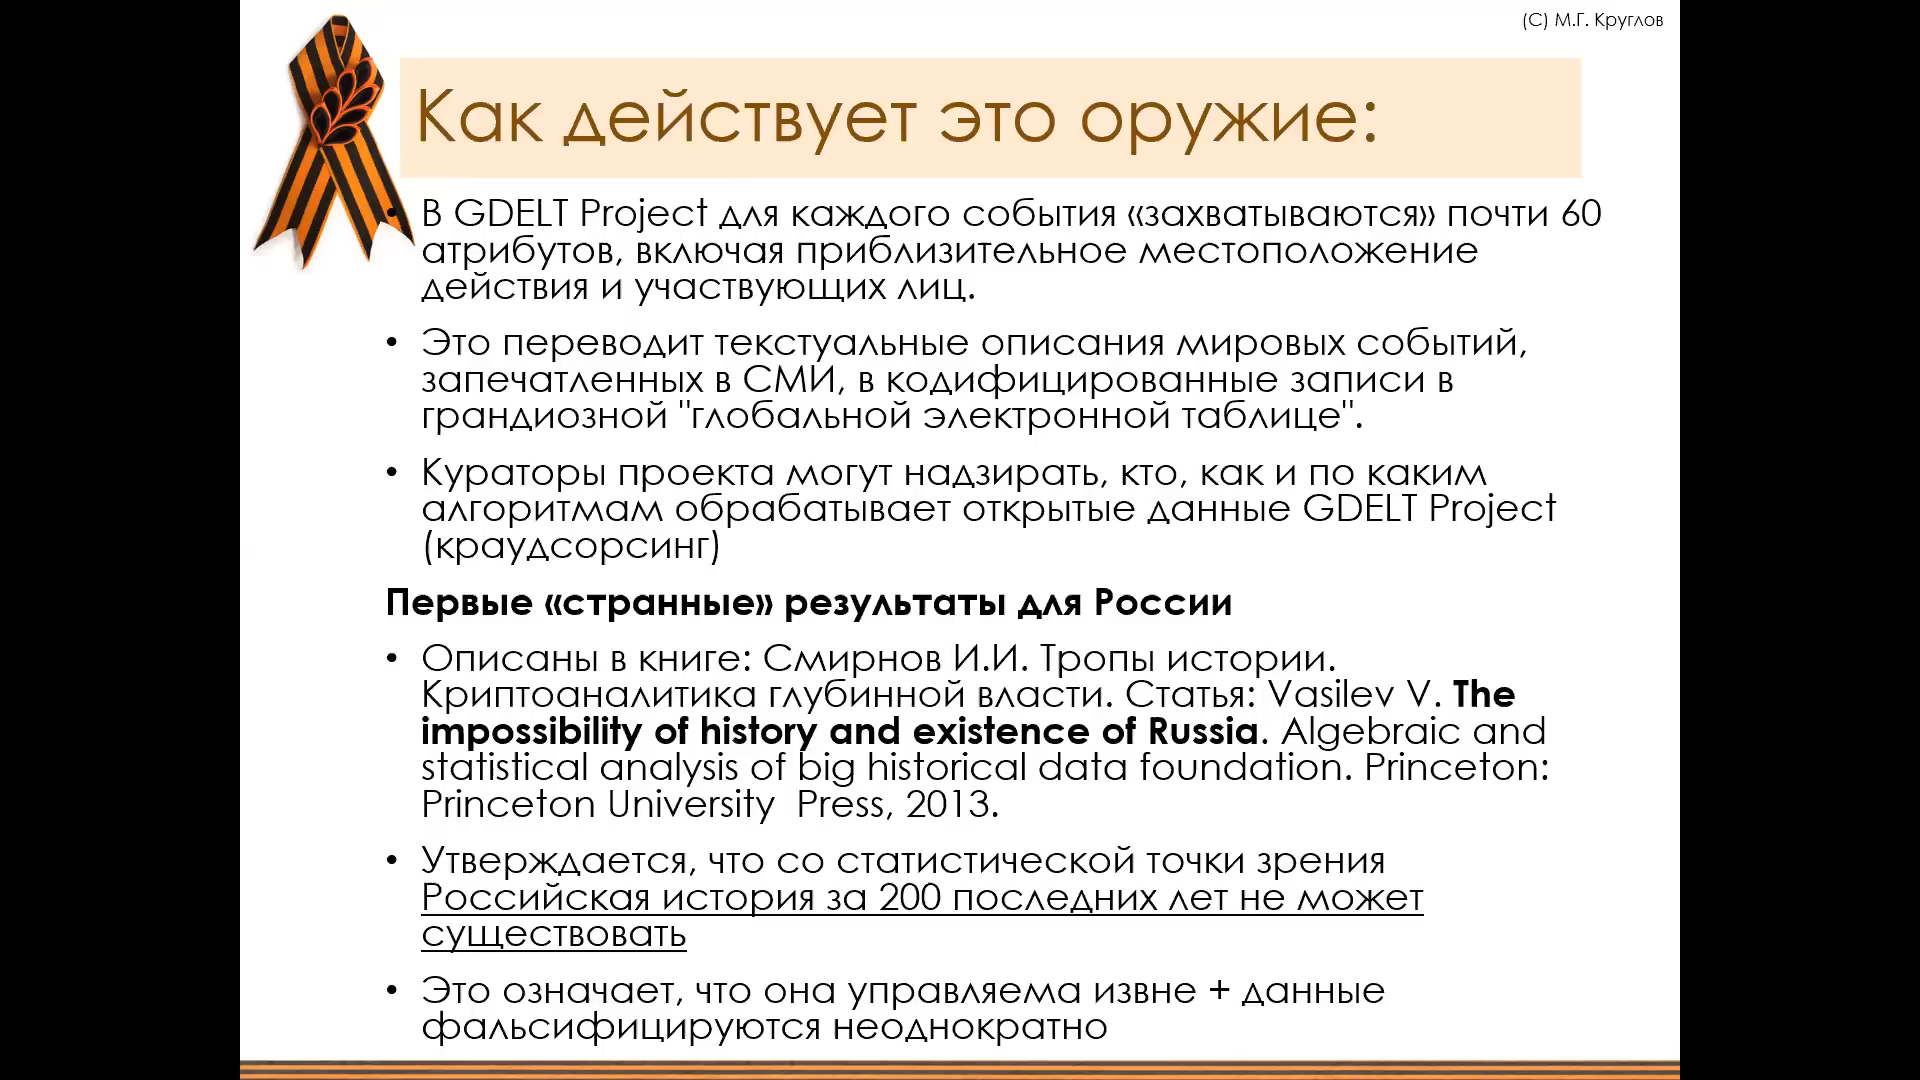 (С) М.Г. Круглов
Как действует это оружие:
• В GDELT Project для каждого события «захватываются» почти 60
атрибутов, включая приблизительное местоположение
действия и участвующих лиц.
• Это переводит текстуальные описания мировых событий,
запечатленных в СМИ, в кодифицированные записи в
грандиозной "глобальной электронной таблице".
• Кураторы проекта могут надзирать, кто, как и по каким
алгоритмам обрабатывает открытые данные GDELT Project
(краудсорсинг)
Первые «странные» результаты для России
• Описаны в книге: Смирнов И.И. Тропы истории.
Криптоаналитика глубинной власти. Статья: Vasilev V. The
impossibility of history and existence of Russia. Algebraic and
statistical analysis of big historical data foundation. Princeton:
Princeton University Press, 2013.
• Утверждается, что со статистической точки зрения
Российская история за 200 последних лет не может
существовать
• Это означает, что она управляема извне + данные
фальсифицируются неоднократно